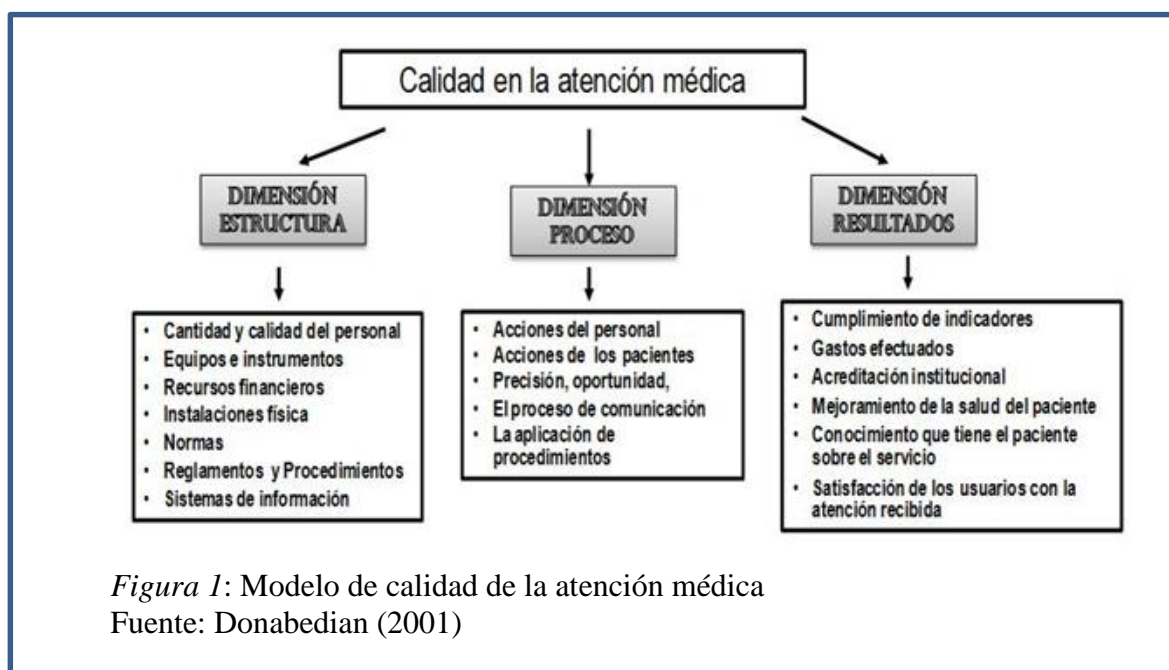 Calidad en la atención médica
DIMENSIÓN
ESTRUCTURA
• Cantidad y calidad del personal
• Equipos e instrumentos
• Recursos financieros
• Instalaciones física
• Normas
• Reglamentos y Procedimientos
• Sistemas de información
DIMENSIÓN
PROCESO
• Acciones del personal
• Acciones de los pacientes
• Precisión, oportunidad,
• El proceso de comunicación
• La aplicación de
procedimientos
DIMENSIÓN
RESULTADOS
• Cumplimiento de indicadores
• Gastos efectuados
• Acreditación institucional
• Mejoramiento de la salud del paciente
• Conocimiento que tiene el paciente
sobre el servicio
• Satisfacción de los usuarios con la
atención recibida
Figura 1: Modelo de calidad de la atención médica
Fuente: Donabedian (2001)